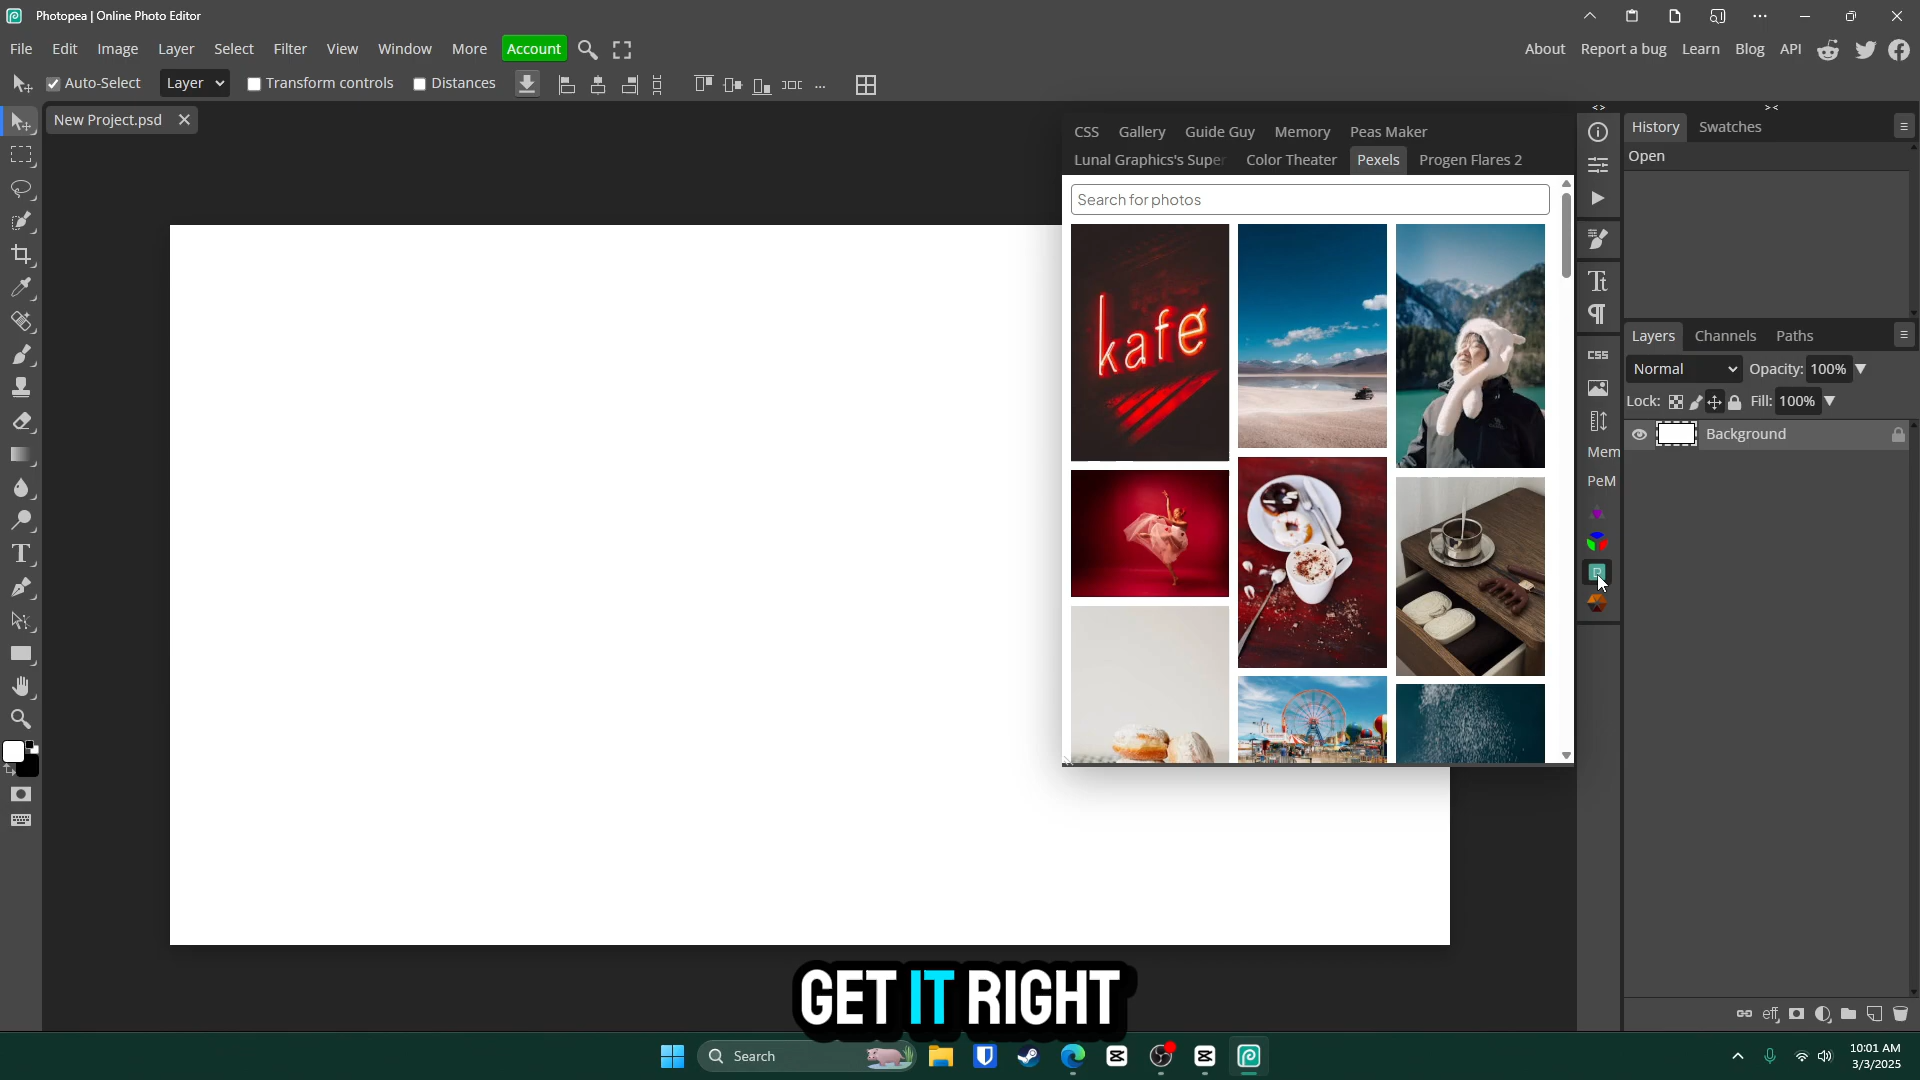 Photopea | Online Photo Editor
File Edit Image Layer Select Filter View Window More Account
About Report a bug Learn Blog API
Auto-Select Layer Transform controls Distances ...
New Project.psd
CSS Gallery Guide Guy Memory Peas Maker
Lunal Graphics's Super Color Theater Pexels Progen Flares 2
Search for photos
kafe
History Swatches
Open
Layers Channels Paths
Normal Opacity: 100%
Lock: Fill: 100%
Background
CSS
Mem
PeM
eff
GET IT RIGHT
Search
10:01 AM
3/3/2025